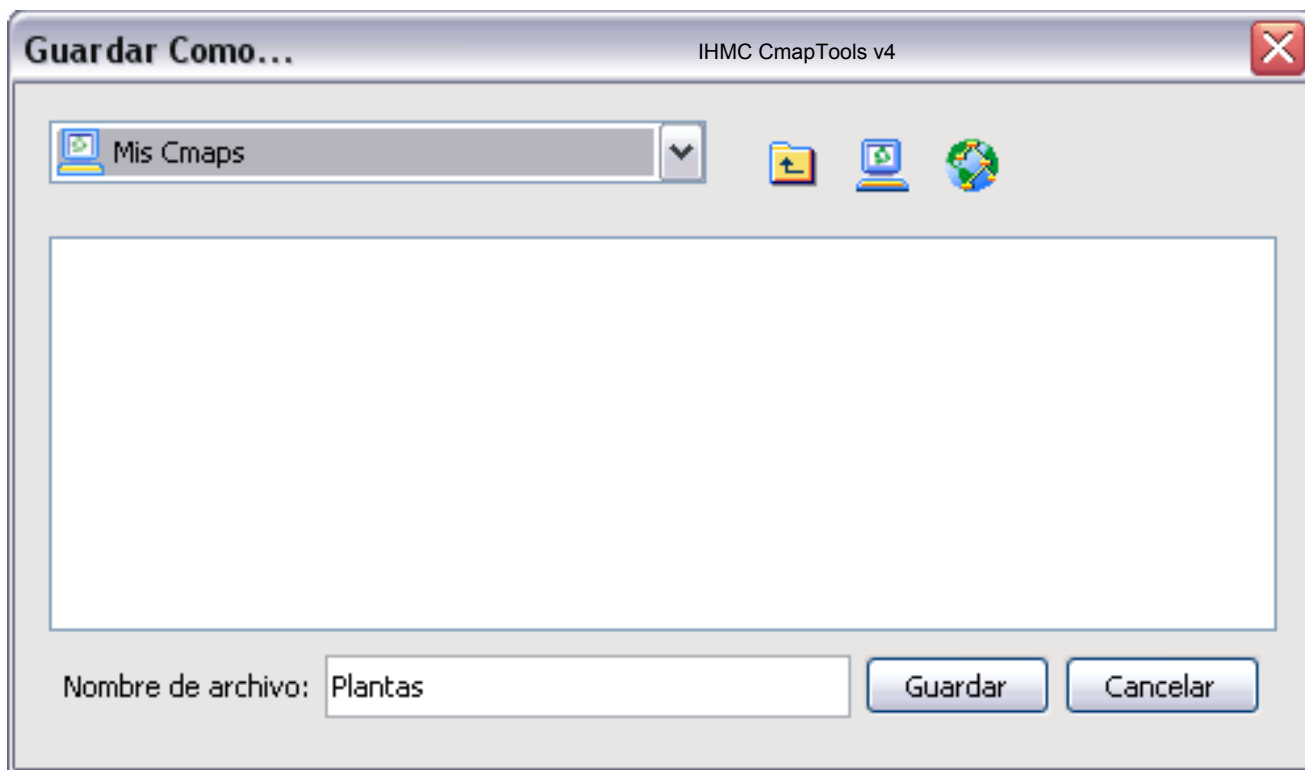 Guardar Como...
IHMC CmapTools v4
Mis Cmaps
Nombre de archivo:
Plantas
Guardar
Cancelar